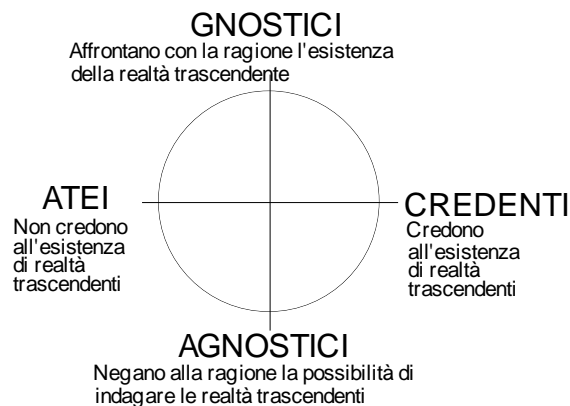 GNOSTICI
Affrontano con la ragione l'esistenza
della realtà trascendente
ATEI
Non credono
all'esistenza
di realtà
trascendenti
CREDENTI
Credono
all'esistenza
di realtà
trascendenti
AGNOSTICI
Negano alla ragione la possibilità di
indagare le realtà trascendenti